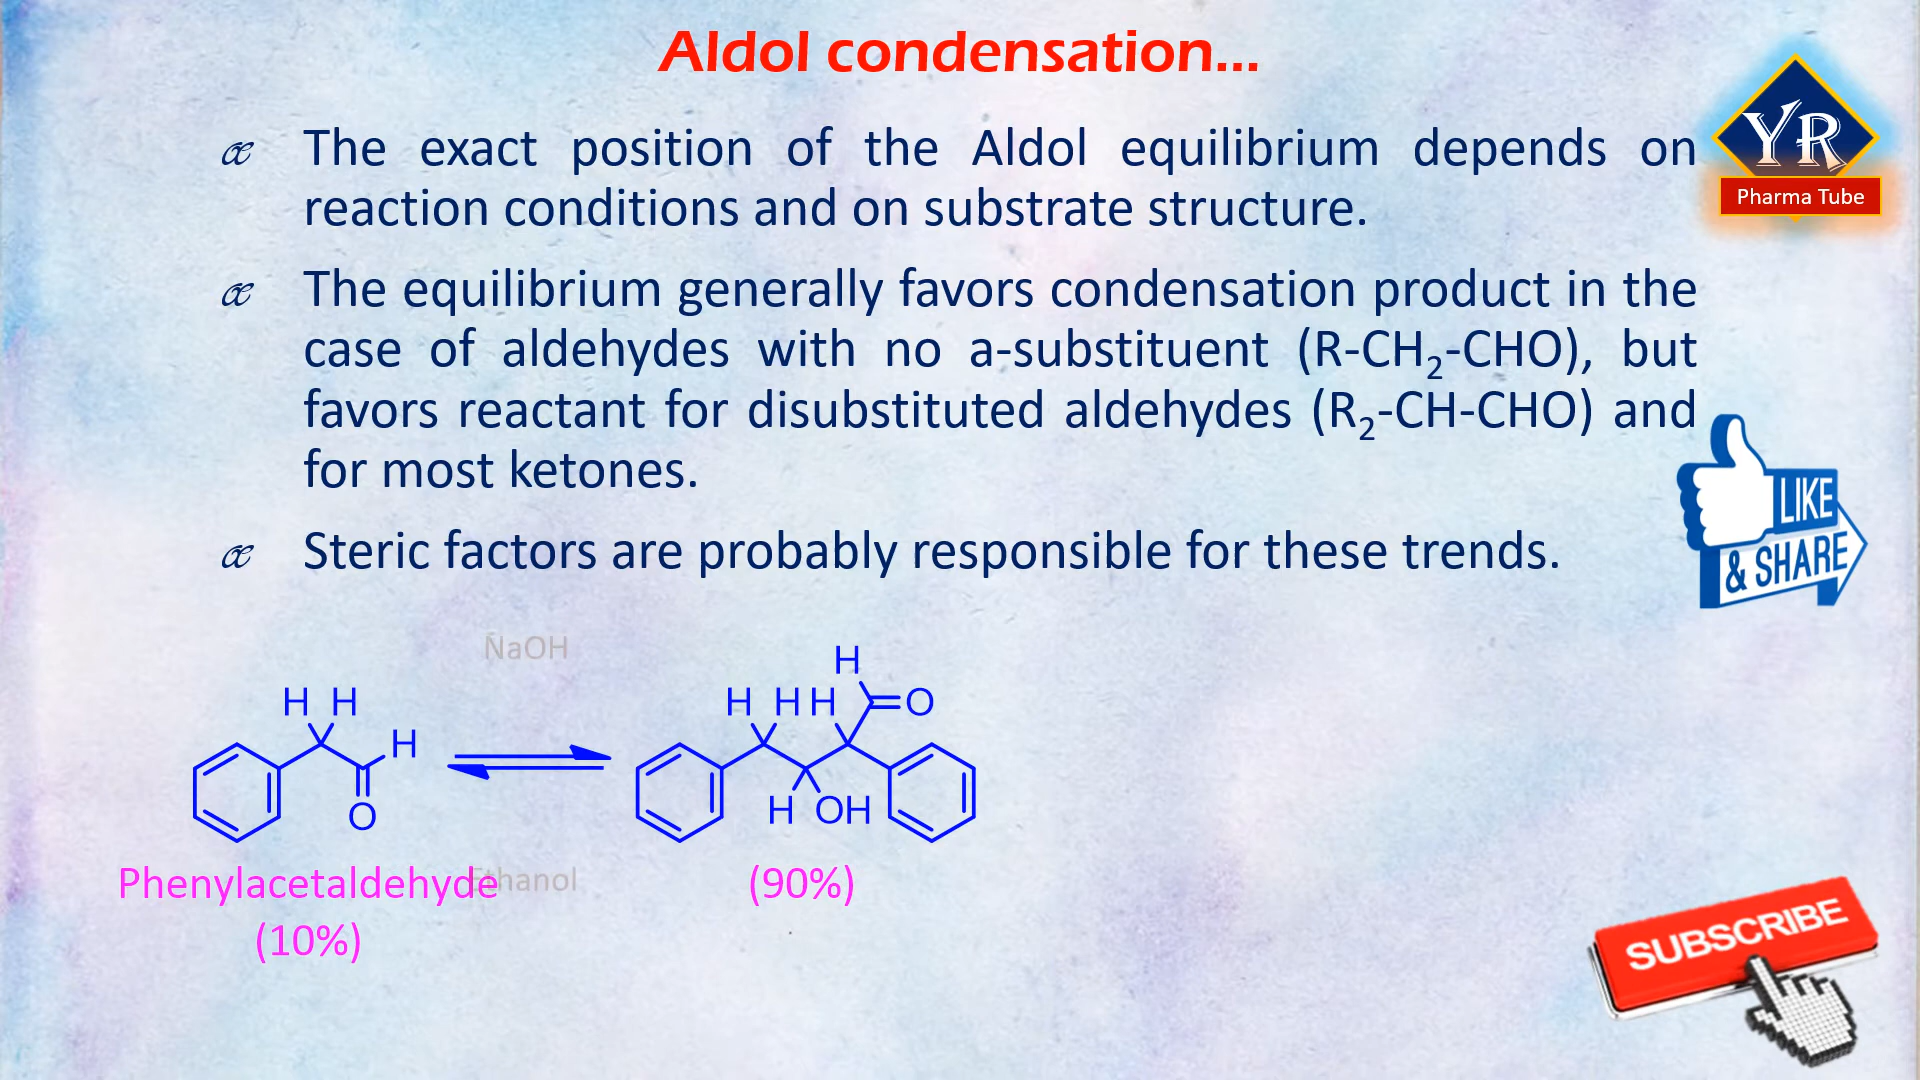 Aldol condensation...
YR
Pharma Tube
œ The exact position of the Aldol equilibrium depends on
reaction conditions and on substrate structure.
œ The equilibrium generally favors condensation product in the
case of aldehydes with no a-substituent (R-CH₂-CHO), but
favors reactant for disubstituted aldehydes (R₂-CH-CHO) and
for most ketones.
œ Steric factors are probably responsible for these trends.
LIKE
& SHARE
NaOH
H H H O
H H H H O
H OH
Phenylacetaldehyde
(10%)
Ethanol
(90%)
SUBSCRIBE